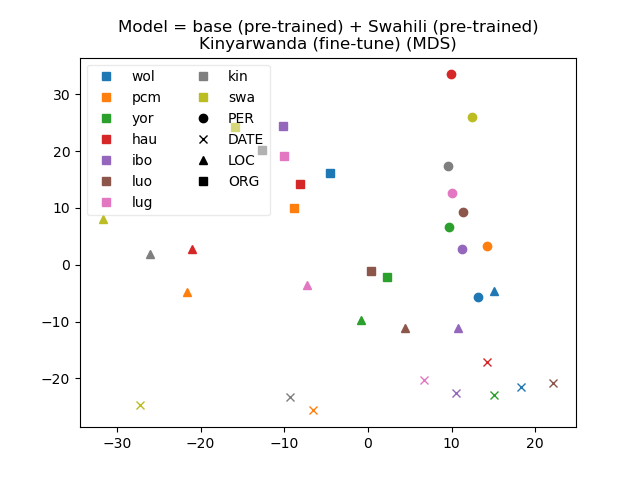 Model = base (pre-trained) + Swahili (pre-trained)
Kinyarwanda (fine-tune) (MDS)
wol
pcm
yor
hau
ibo
luo
lug
kin
swa
PER
DATE
LOC
ORG
30
20
10
0
−10
−20
−30 −20 −10 0 10 20